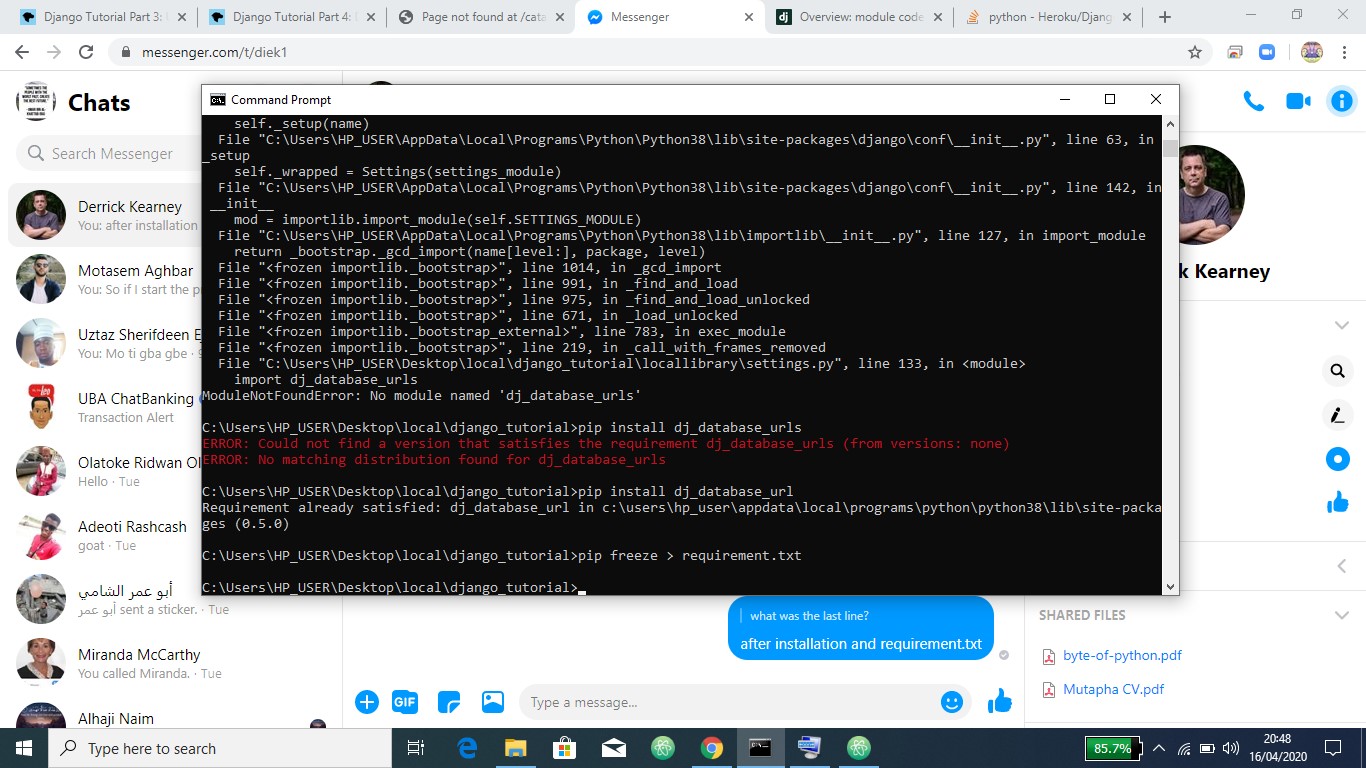 Django Tutorial Part 3: U
Django Tutorial Part 4: D
Page not found at /cata
Messenger
Overview: module code
python - Heroku/Djang
messenger.com/t/diek1
Chats
Search Messenger
Derrick Kearney
You: after installation
Motasem Aghbar
You: So if I start the p
Uztaz Sherifdeen E
You: Mo ti gba gbe · 9
UBA ChatBanking
Transaction Alert
Olatoke Ridwan Ol
Hello · Tue
Adeoti Rashcash
goat · Tue
أبو عمر الشامي
أبو عمر sent a sticker. · Tue
Miranda McCarthy
You called Miranda. · Tue
Alhaji Naim
Command Prompt
self._setup(name)
File "C:\Users\HP_USER\AppData\Local\Programs\Python\Python38\lib\site-packages\django\conf\__init__.py", line 63, in
_setup
self._wrapped = Settings(settings_module)
File "C:\Users\HP_USER\AppData\Local\Programs\Python\Python38\lib\site-packages\django\conf\__init__.py", line 142, in
__init__
mod = importlib.import_module(self.SETTINGS_MODULE)
File "C:\Users\HP_USER\AppData\Local\Programs\Python\Python38\lib\importlib\__init__.py", line 127, in import_module
return _bootstrap._gcd_import(name[level:], package, level)
File "<frozen importlib._bootstrap>", line 1014, in _gcd_import
File "<frozen importlib._bootstrap>", line 991, in _find_and_load
File "<frozen importlib._bootstrap>", line 975, in _find_and_load_unlocked
File "<frozen importlib._bootstrap>", line 671, in _load_unlocked
File "<frozen importlib._bootstrap_external>", line 783, in exec_module
File "<frozen importlib._bootstrap>", line 219, in _call_with_frames_removed
File "C:\Users\HP_USER\Desktop\local\django_tutorial\locallibrary\settings.py", line 133, in <module>
import dj_database_urls
ModuleNotFoundError: No module named 'dj_database_urls'
C:\Users\HP_USER\Desktop\local\django_tutorial>pip install dj_database_urls
ERROR: Could not find a version that satisfies the requirement dj_database_urls (from versions: none)
ERROR: No matching distribution found for dj_database_urls
C:\Users\HP_USER\Desktop\local\django_tutorial>pip install dj_database_url
Requirement already satisfied: dj_database_url in c:\users\hp_user\appdata\local\programs\python\python38\lib\site-packa
ges (0.5.0)
C:\Users\HP_USER\Desktop\local\django_tutorial>pip freeze > requirement.txt
C:\Users\HP_USER\Desktop\local\django_tutorial>
k Kearney
what was the last line?
after installation and requirement.txt
GIF
Type a message...
SHARED FILES
byte-of-python.pdf
Mutapha CV.pdf
Type here to search
85.7%
20:48
16/04/2020